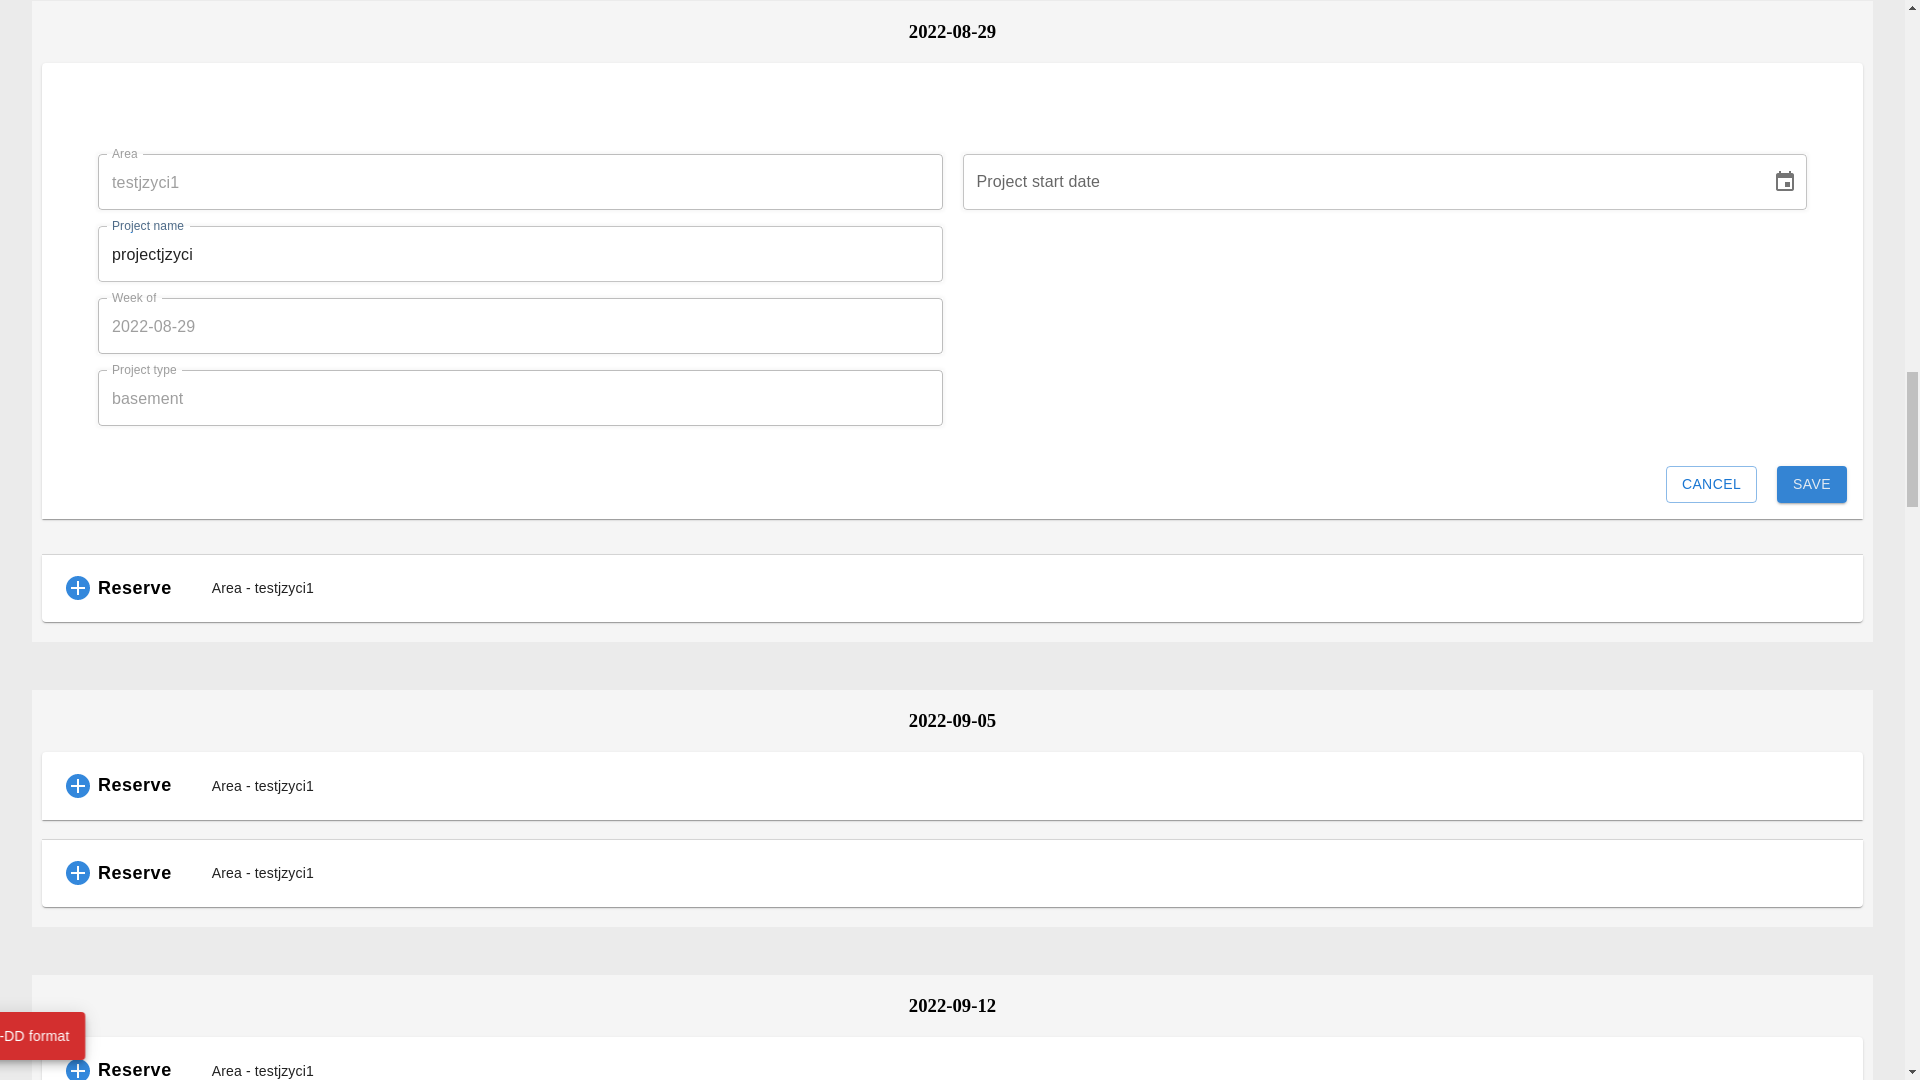 2022-08-29
Area
testjzyci1
Project start date
Project name
projectjzyci
Week of
2022-08-29
Project type
basement
CANCEL
SAVE
Reserve
Area - testjzyci1
2022-09-05
Reserve
Area - testjzyci1
Reserve
Area - testjzyci1
2022-09-12
-DD format
Reserve
Area - testjzyci1